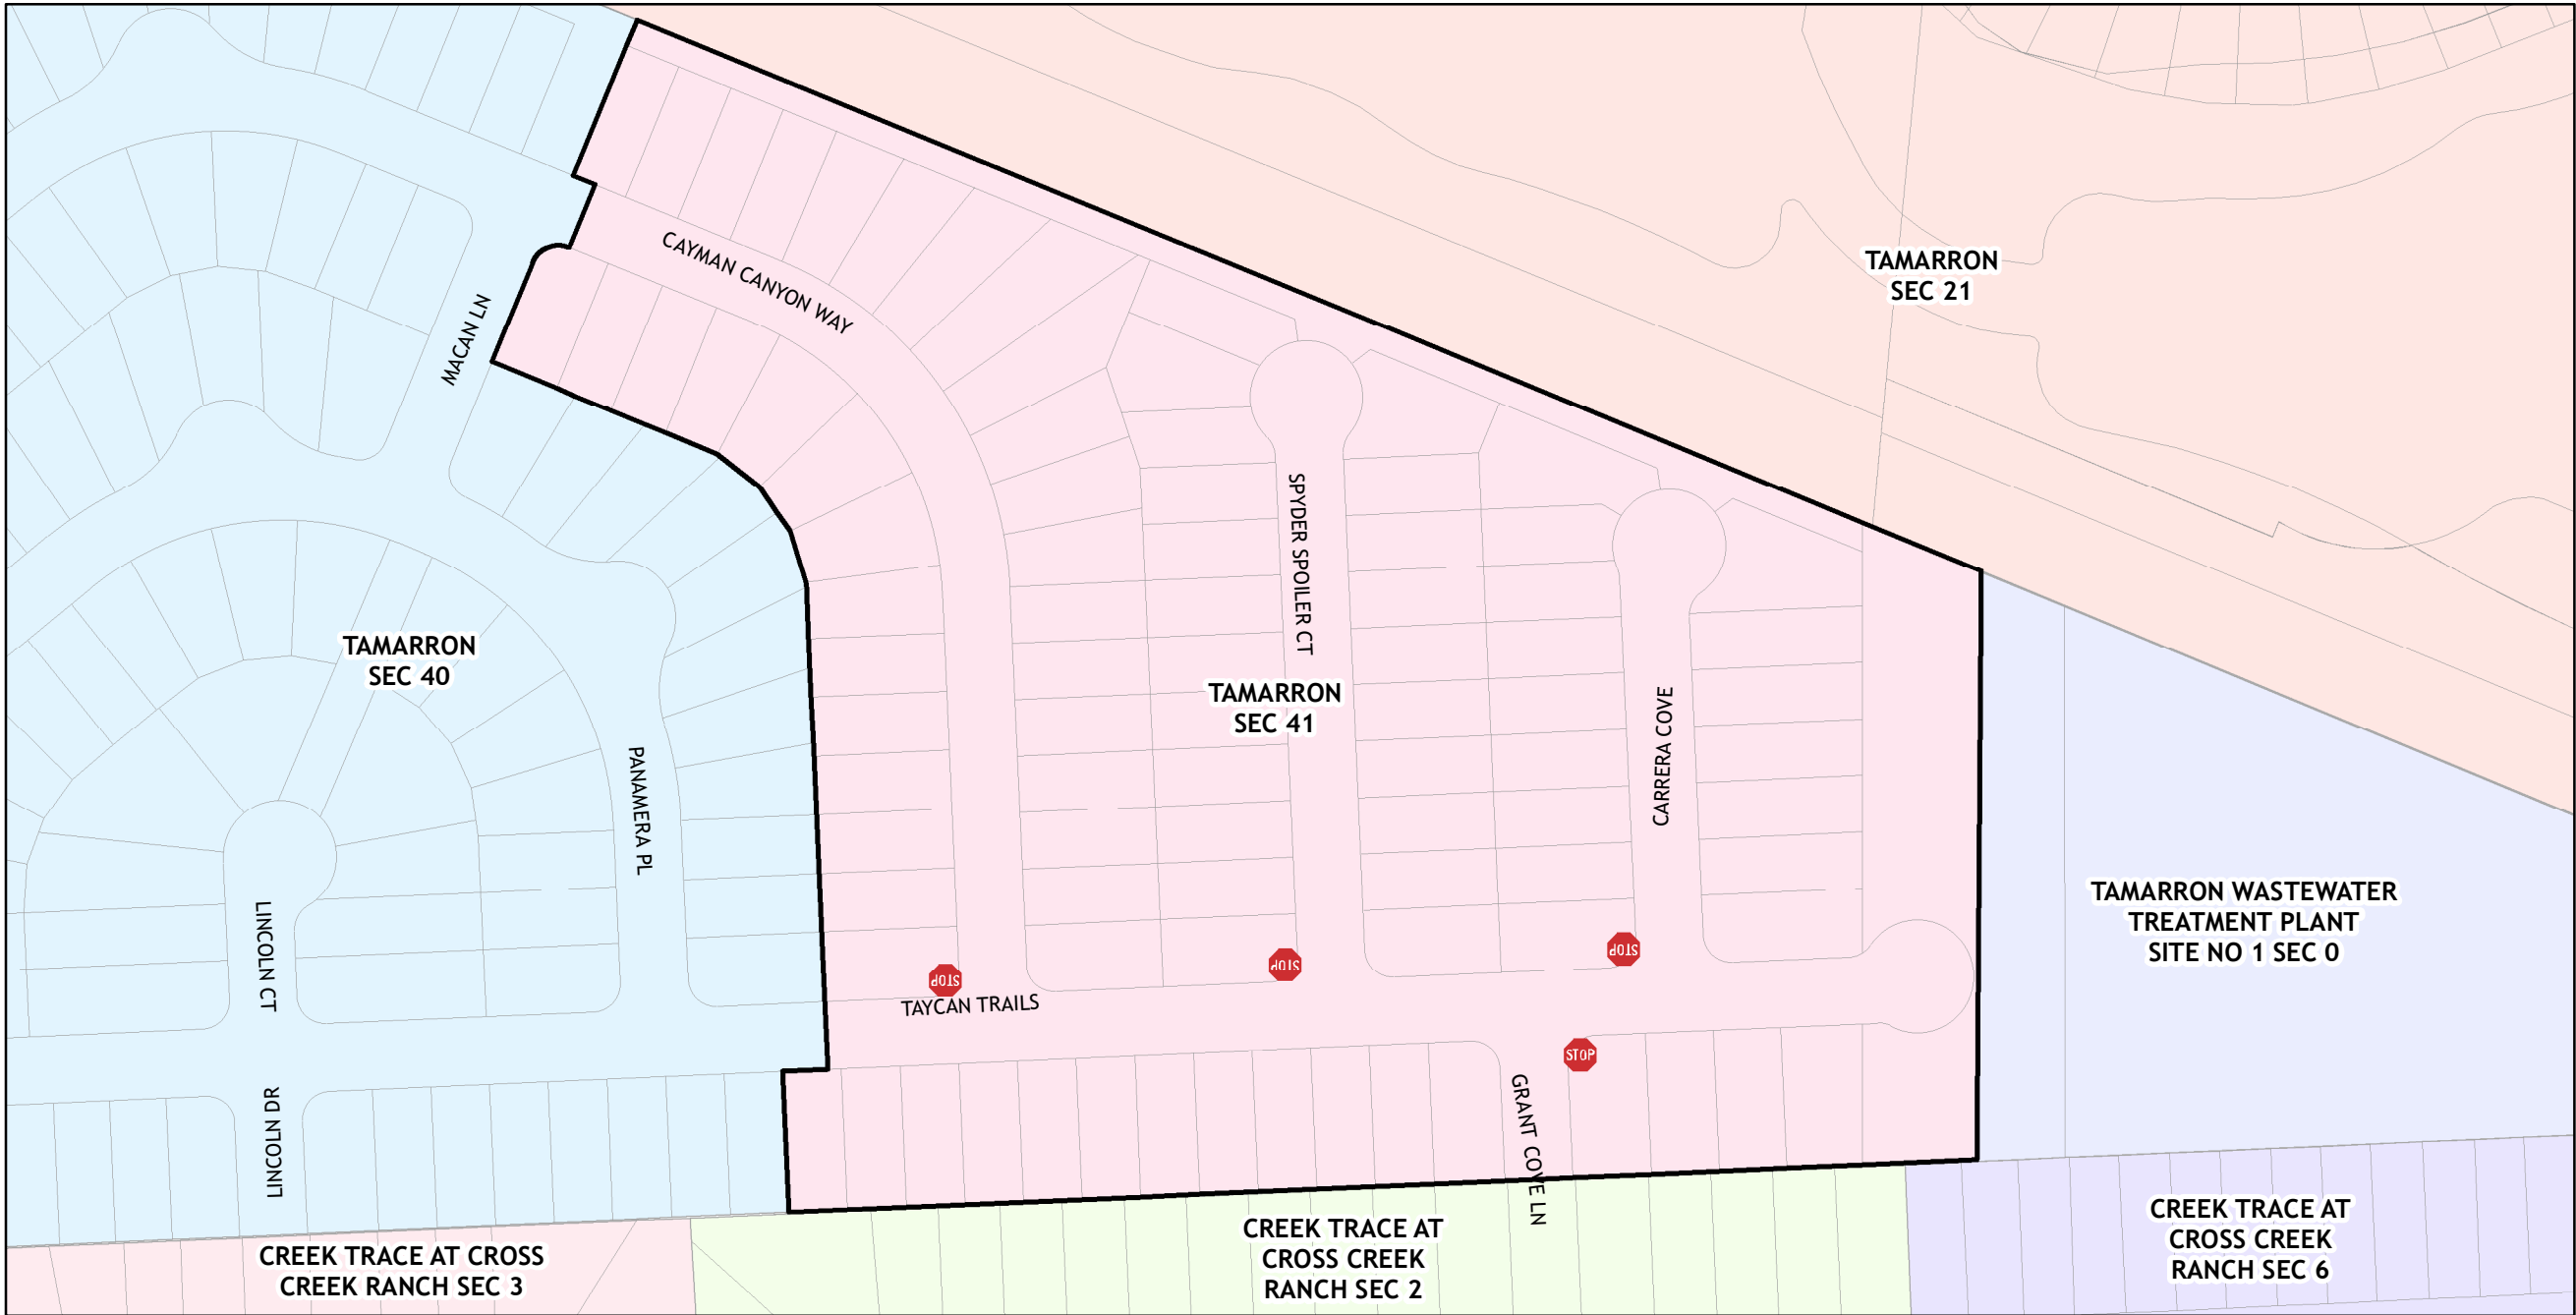 TAMARRON
SEC 21
CAYMAN CANYON WAY
MACAN LN
SPYDER SPOILER CT
TAMARRON
SEC 40
TAMARRON
SEC 41
CARRERA COVE
PANAMERA PL
TAMARRON WASTEWATER
TREATMENT PLANT
SITE NO 1 SEC 0
LINCOLN CT
STOP
STOP
STOP
TAYCAN TRAILS
STOP
GRANT COVE LN
LINCOLN DR
CREEK TRACE AT CROSS
CREEK RANCH SEC 3
CREEK TRACE AT
CROSS CREEK
RANCH SEC 2
CREEK TRACE AT
CROSS CREEK
RANCH SEC 6